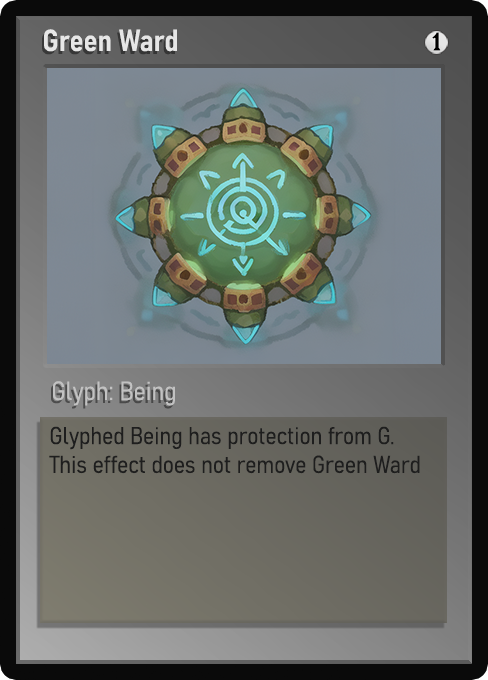 Green Ward 1
Glyph: Being
Glyphed Being has protection from G.
This effect does not remove Green Ward